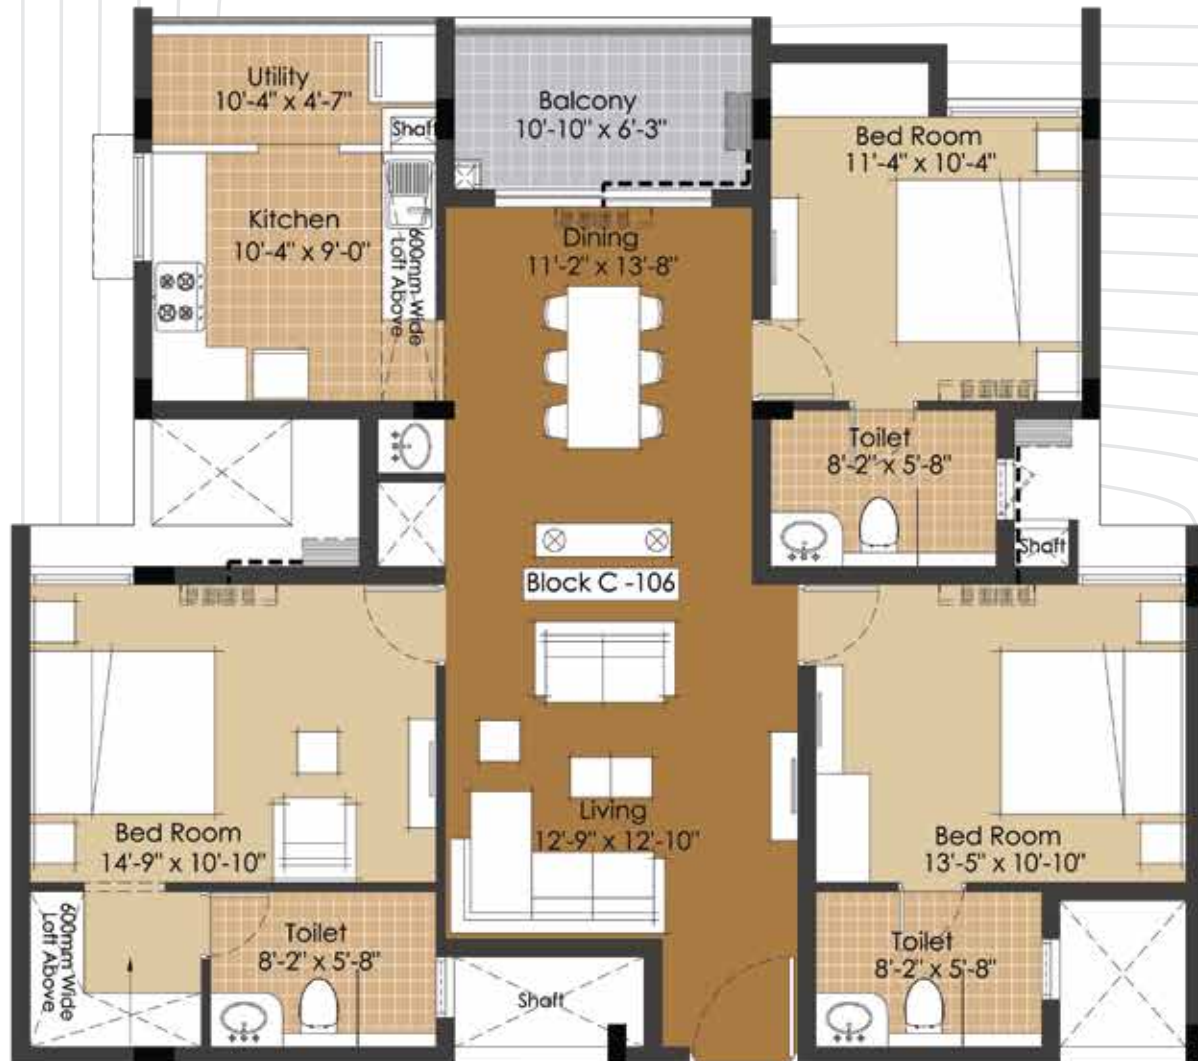 Utility
10'-4" x 4'-7"
Shaft
Balcony
10'-10" x 6'-3"
Bed Room
11'-4" x 10'-4"
Kitchen
10'-4" x 9'-0"
600mm Wide
Loft Above
Dining
11'-2" x 13'-8"
Toilet
8'-2" x 5'-8"
Shaft
Block C -106
Living
12'-9" x 12'-10"
Bed Room
14'-9" x 10'-10"
Bed Room
13'-5" x 10'-10"
600mm Wide
Loft Above
Toilet
8'-2" x 5'-8"
Shaft
Toilet
8'-2" x 5'-8"